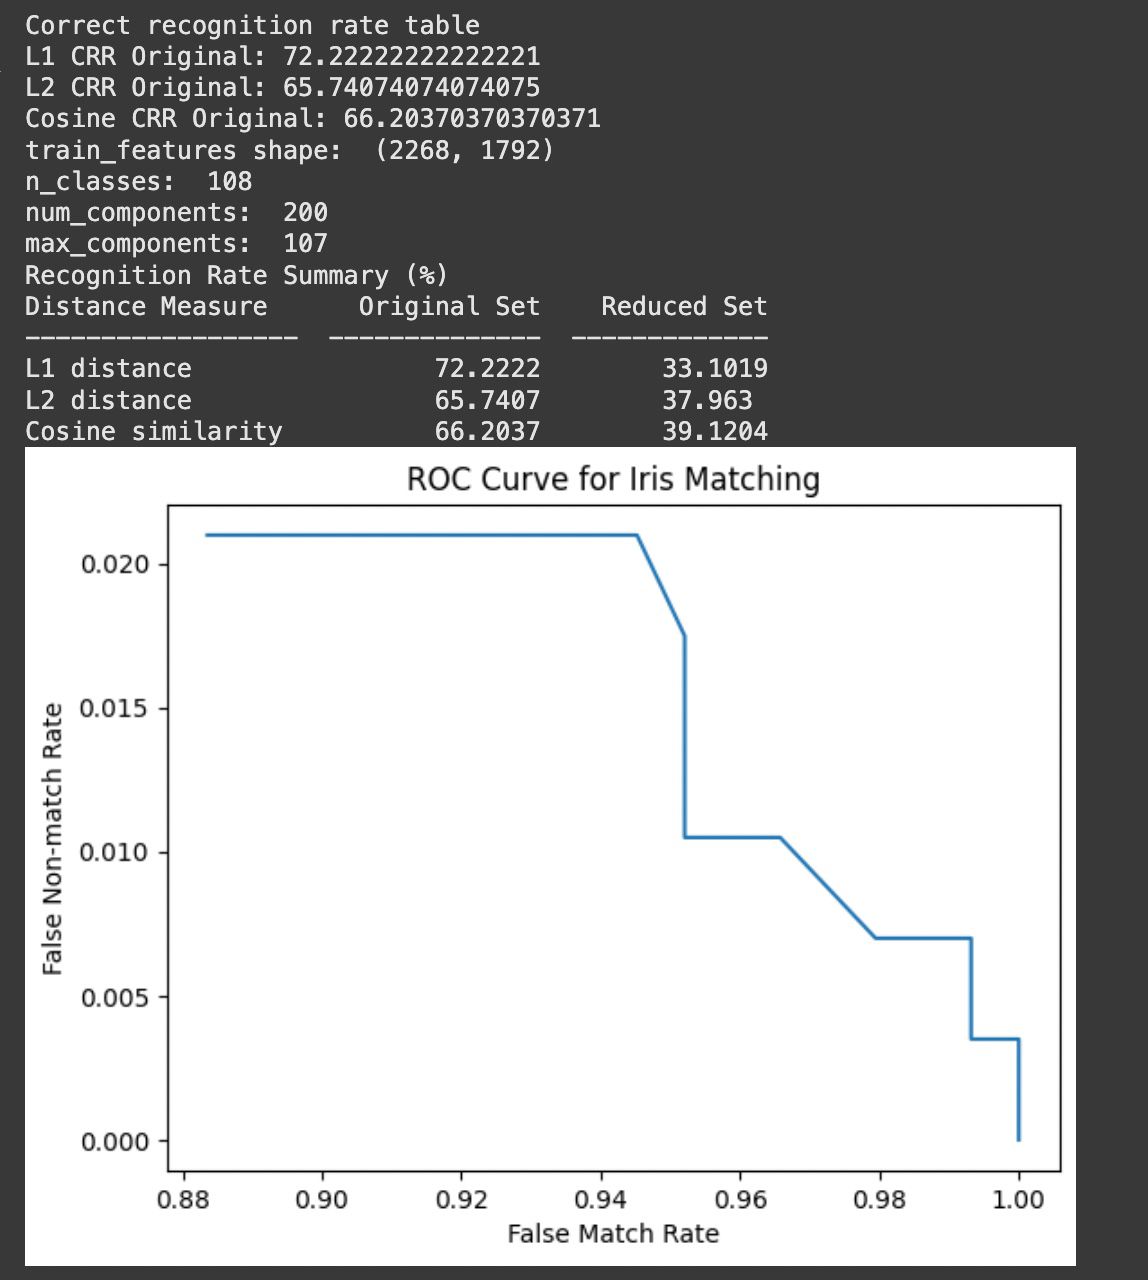 Correct recognition rate table
L1 CRR Original: 72.22222222222221
L2 CRR Original: 65.74074074074075
Cosine CRR Original: 66.20370370370371
train_features shape:  (2268, 1792)
n_classes:  108
num_components:  200
max_components:  107
Recognition Rate Summary (%)
Distance Measure      Original Set    Reduced Set
------------------  --------------  -------------
L1 distance                72.2222        33.1019
L2 distance                65.7407        37.963
Cosine similarity          66.2037        39.1204
ROC Curve for Iris Matching
0.020
0.015
0.010
0.005
0.000
False Non-match Rate
0.88 0.90 0.92 0.94 0.96 0.98 1.00
False Match Rate